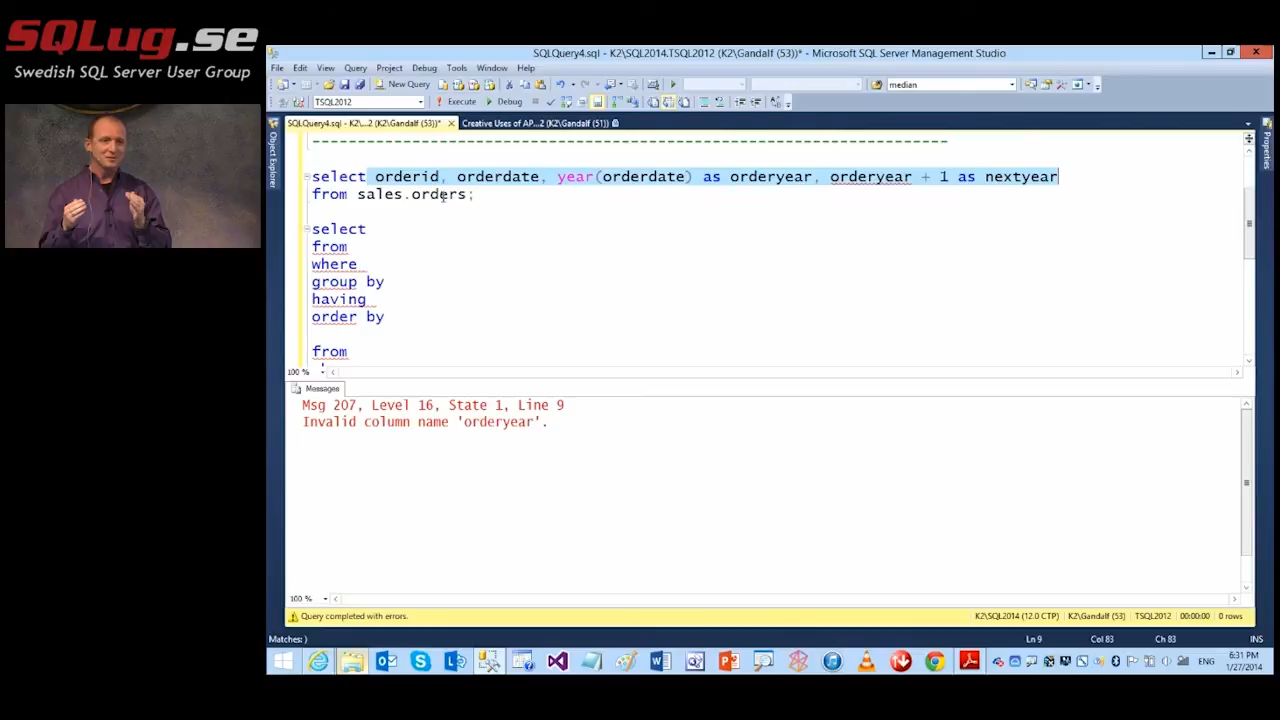 SQLug.se
Swedish SQL Server User Group
SQLQuery4.sql - K2\SQL2014.TSQL2012 (K2\Gandalf (53))* - Microsoft SQL Server Management Studio
File Edit View Query Project Debug Tools Window Help
New Query
median
TSQL2012
Execute
Debug
SQLQuery4.sql - K2\...2 (K2\Gandalf (53))*
Creative Uses of AP...2 (K2\Gandalf (51))
Object Explorer
Properties
--------------------------------------------------------------------
select orderid, orderdate, year(orderdate) as orderyear, orderyear + 1 as nextyear
from sales.orders;
select
from
where
group by
having
order by
from
100 %
Messages
Msg 207, Level 16, State 1, Line 9
Invalid column name 'orderyear'.
100 %
Query completed with errors.
K2\SQL2014 (12.0 CTP)
K2\Gandalf (53)
TSQL2012
00:00:00
0 rows
Matches: )
Ln 9
Col 83
Ch 83
INS
ENG
6:31 PM
1/27/2014